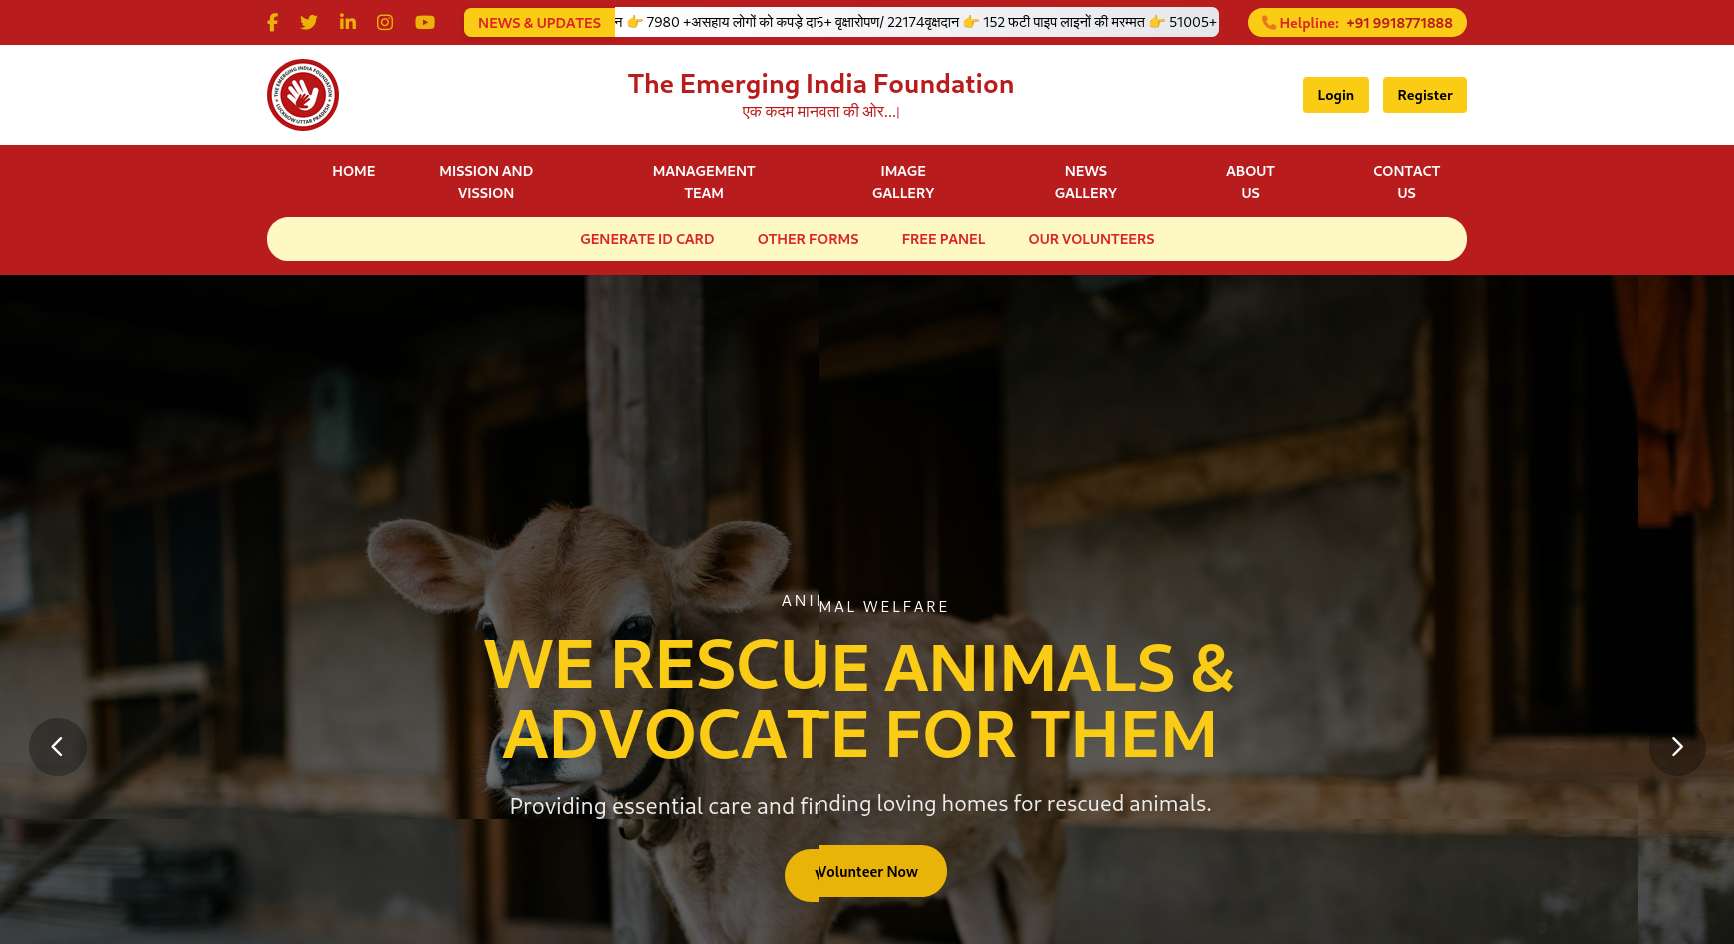 NEWS & UPDATES
न 👉 7980 +असहाय लोगों को कपड़े
वृक्षारोपण/ 22174वृक्षदान 👉 152 फटी पाइप लाइनों की मरम्मत 👉 51005+
Helpline: +91 9918771888
THE EMERGING INDIA FOUNDATION
LUCKNOW UTTAR PRADESH
The Emerging India Foundation
एक कदम मानवता की ओर...|
Login
Register
HOME
MISSION AND VISSION
MANAGEMENT TEAM
IMAGE GALLERY
NEWS GALLERY
ABOUT US
CONTACT US
GENERATE ID CARD
OTHER FORMS
FREE PANEL
OUR VOLUNTEERS
ANIMAL WELFARE
WE RESCUE ANIMALS &
ADVOCATE FOR THEM
Providing essential care and finding loving homes for rescued animals.
Volunteer Now